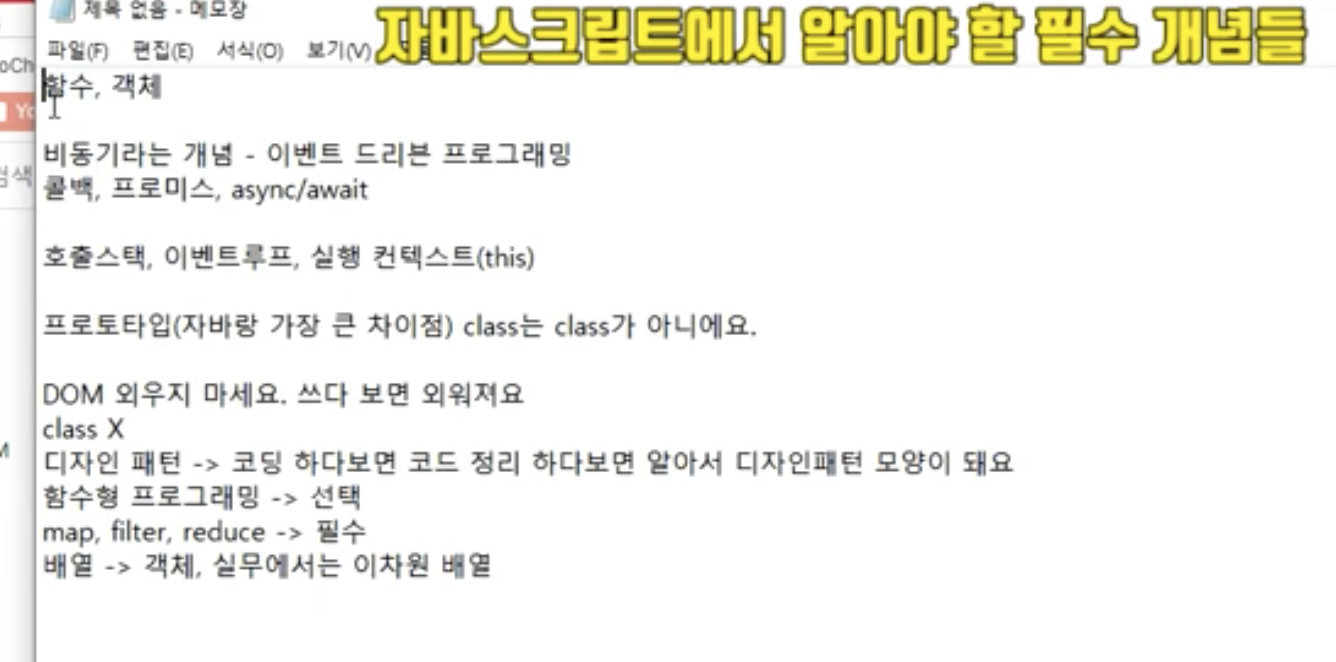 제목 없음 - 메모장
자바스크립트에서 알아야 할 필수 개념들
파일(F) 편집(E) 서식(O) 보기(V)
함수, 객체
비동기라는 개념 - 이벤트 드리븐 프로그래밍
콜백, 프로미스, async/await
호출스택, 이벤트루프, 실행 컨텍스트(this)
프로토타입(자바랑 가장 큰 차이점) class는 class가 아니에요.
DOM 외우지 마세요. 쓰다 보면 외워져요
class X
디자인 패턴 -> 코딩 하다보면 코드 정리 하다보면 알아서 디자인패턴 모양이 돼요
함수형 프로그래밍 -> 선택
map, filter, reduce -> 필수
배열 -> 객체, 실무에서는 이차원 배열